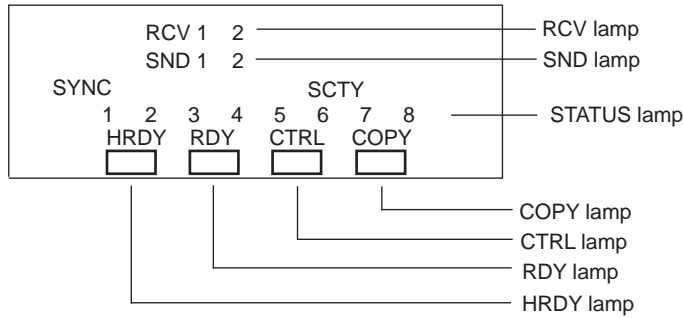 RCV 1 2 RCV lamp
SND 1 2 SND lamp
SYNC SCTY
1 2 3 4 5 6 7 8 STATUS lamp
HRDY RDY CTRL COPY
COPY lamp
CTRL lamp
RDY lamp
HRDY lamp